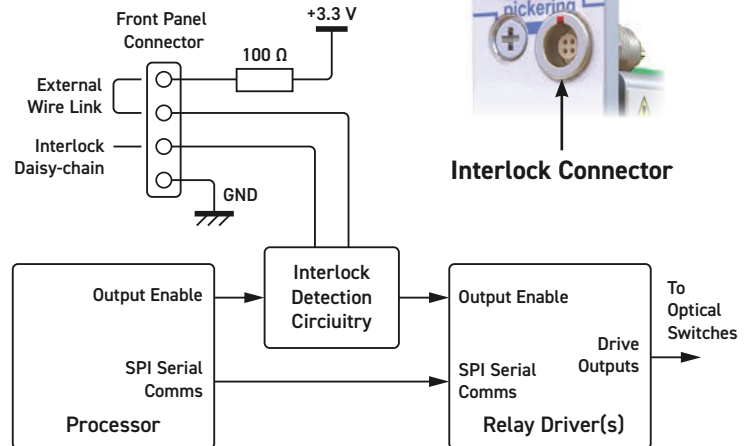 Front Panel
Connector
+3.3 V
100 Ω
External
Wire Link
Interlock
Daisy-chain
GND
pickering
Interlock Connector
Interlock
Detection
Circiuitry
Output Enable
SPI Serial
Comms
Processor
Output Enable
SPI Serial
Comms
Drive
Outputs
Relay Driver(s)
To
Optical
Switches